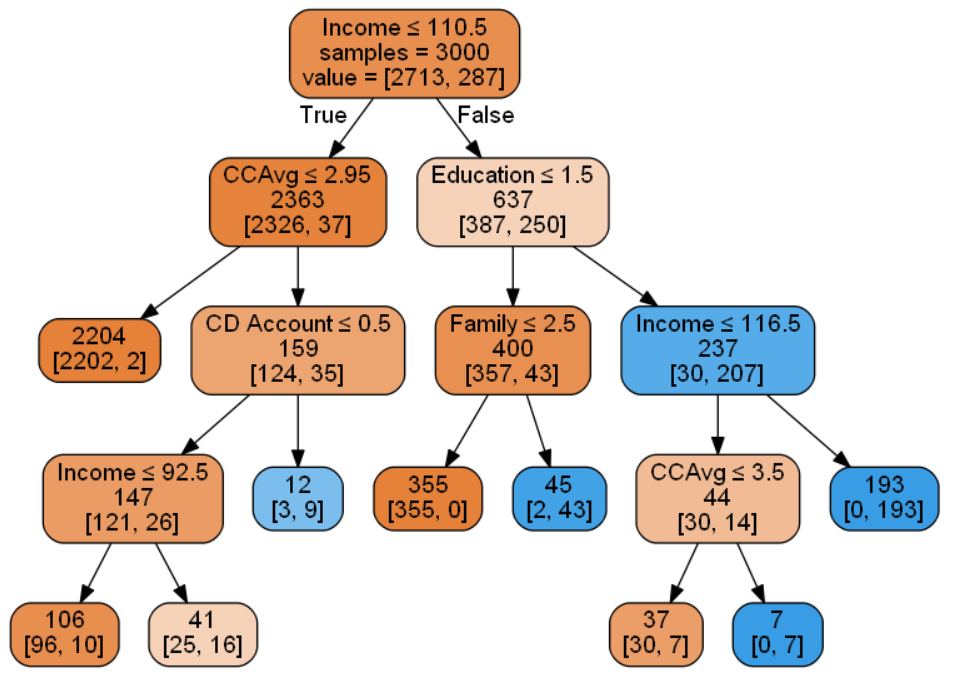 Income ≤ 110.5
samples = 3000
value = [2713, 287]
True
False
CCAvg ≤ 2.95
2363
[2326, 37]
Education ≤ 1.5
637
[387, 250]
2204
[2202, 2]
CD Account ≤ 0.5
159
[124, 35]
Family ≤ 2.5
400
[357, 43]
Income ≤ 116.5
237
[30, 207]
Income ≤ 92.5
147
[121, 26]
12
[3, 9]
355
[355, 0]
45
[2, 43]
CCAvg ≤ 3.5
44
[30, 14]
193
[0, 193]
106
[96, 10]
41
[25, 16]
37
[30, 7]
7
[0, 7]